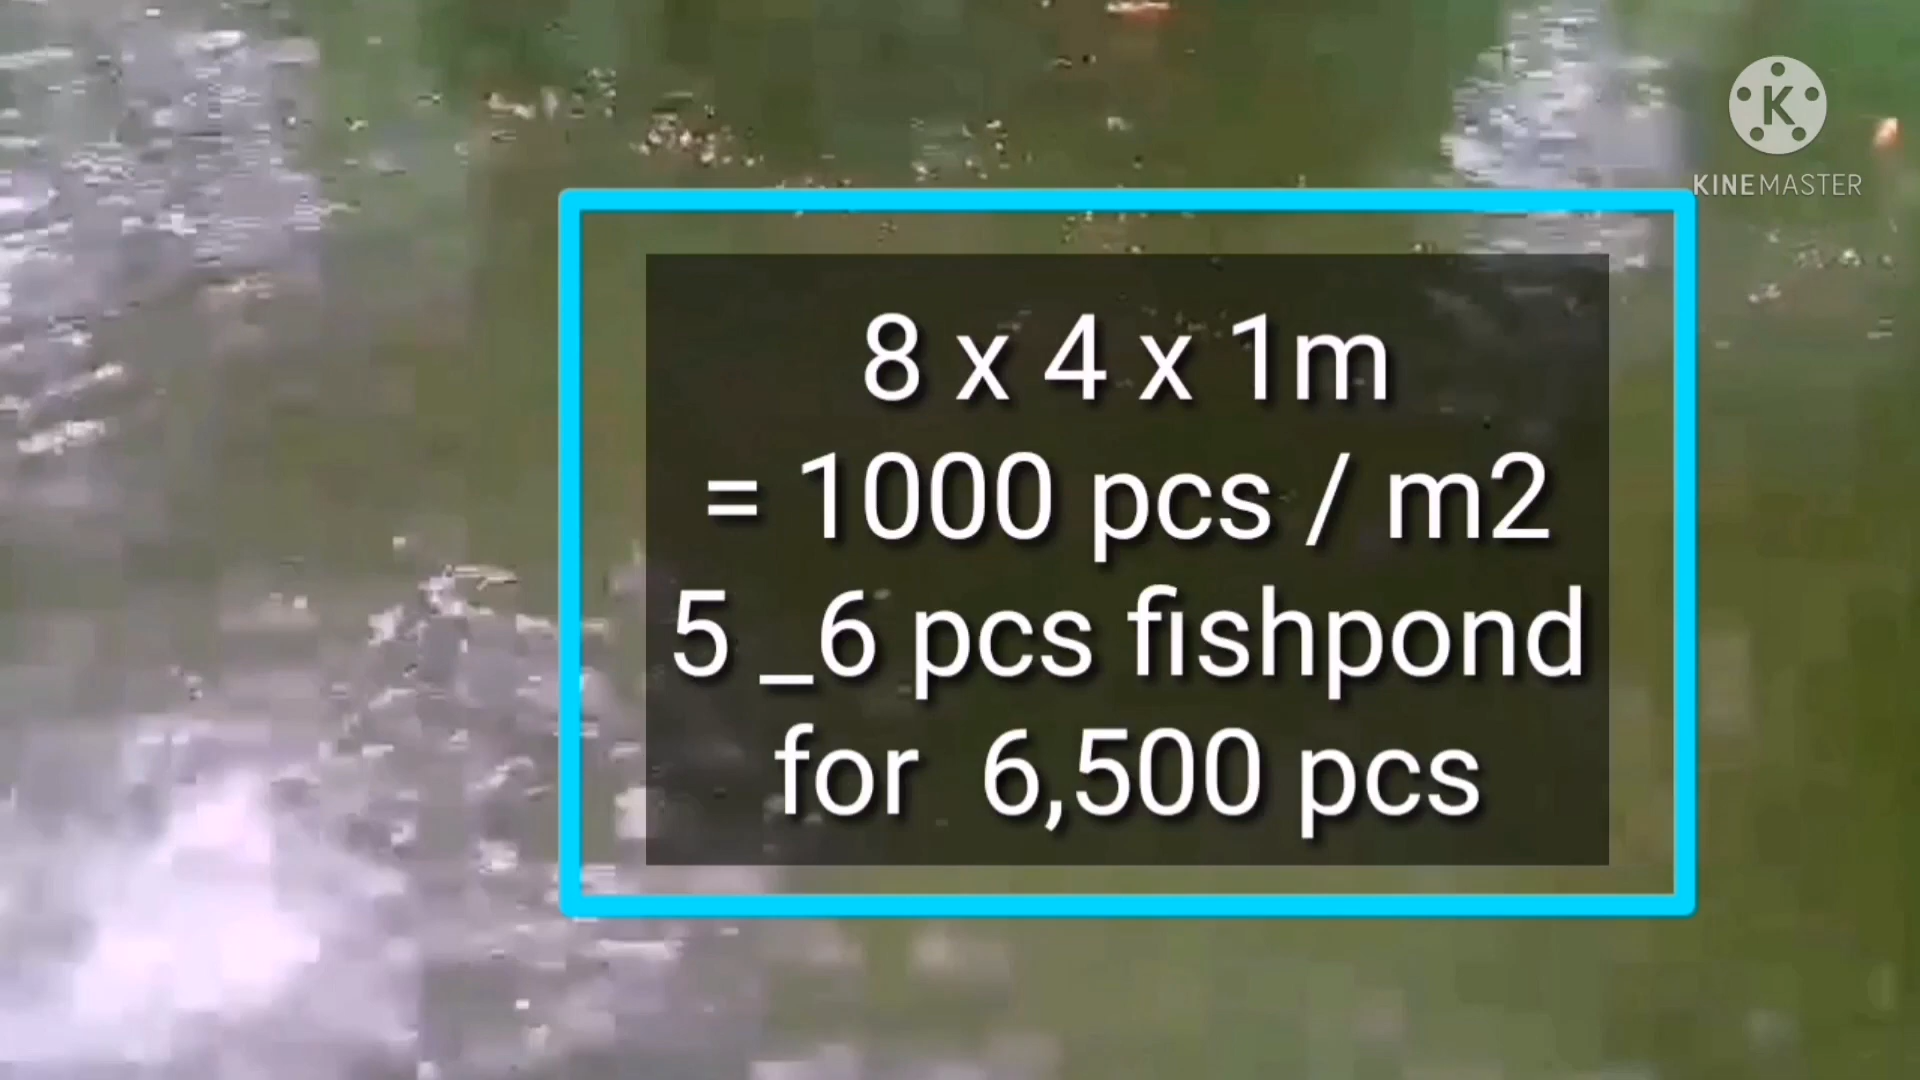 K
KINEMASTER
8 x 4 x 1m
= 1000 pcs / m2
5 _6 pcs fishpond
for 6,500 pcs